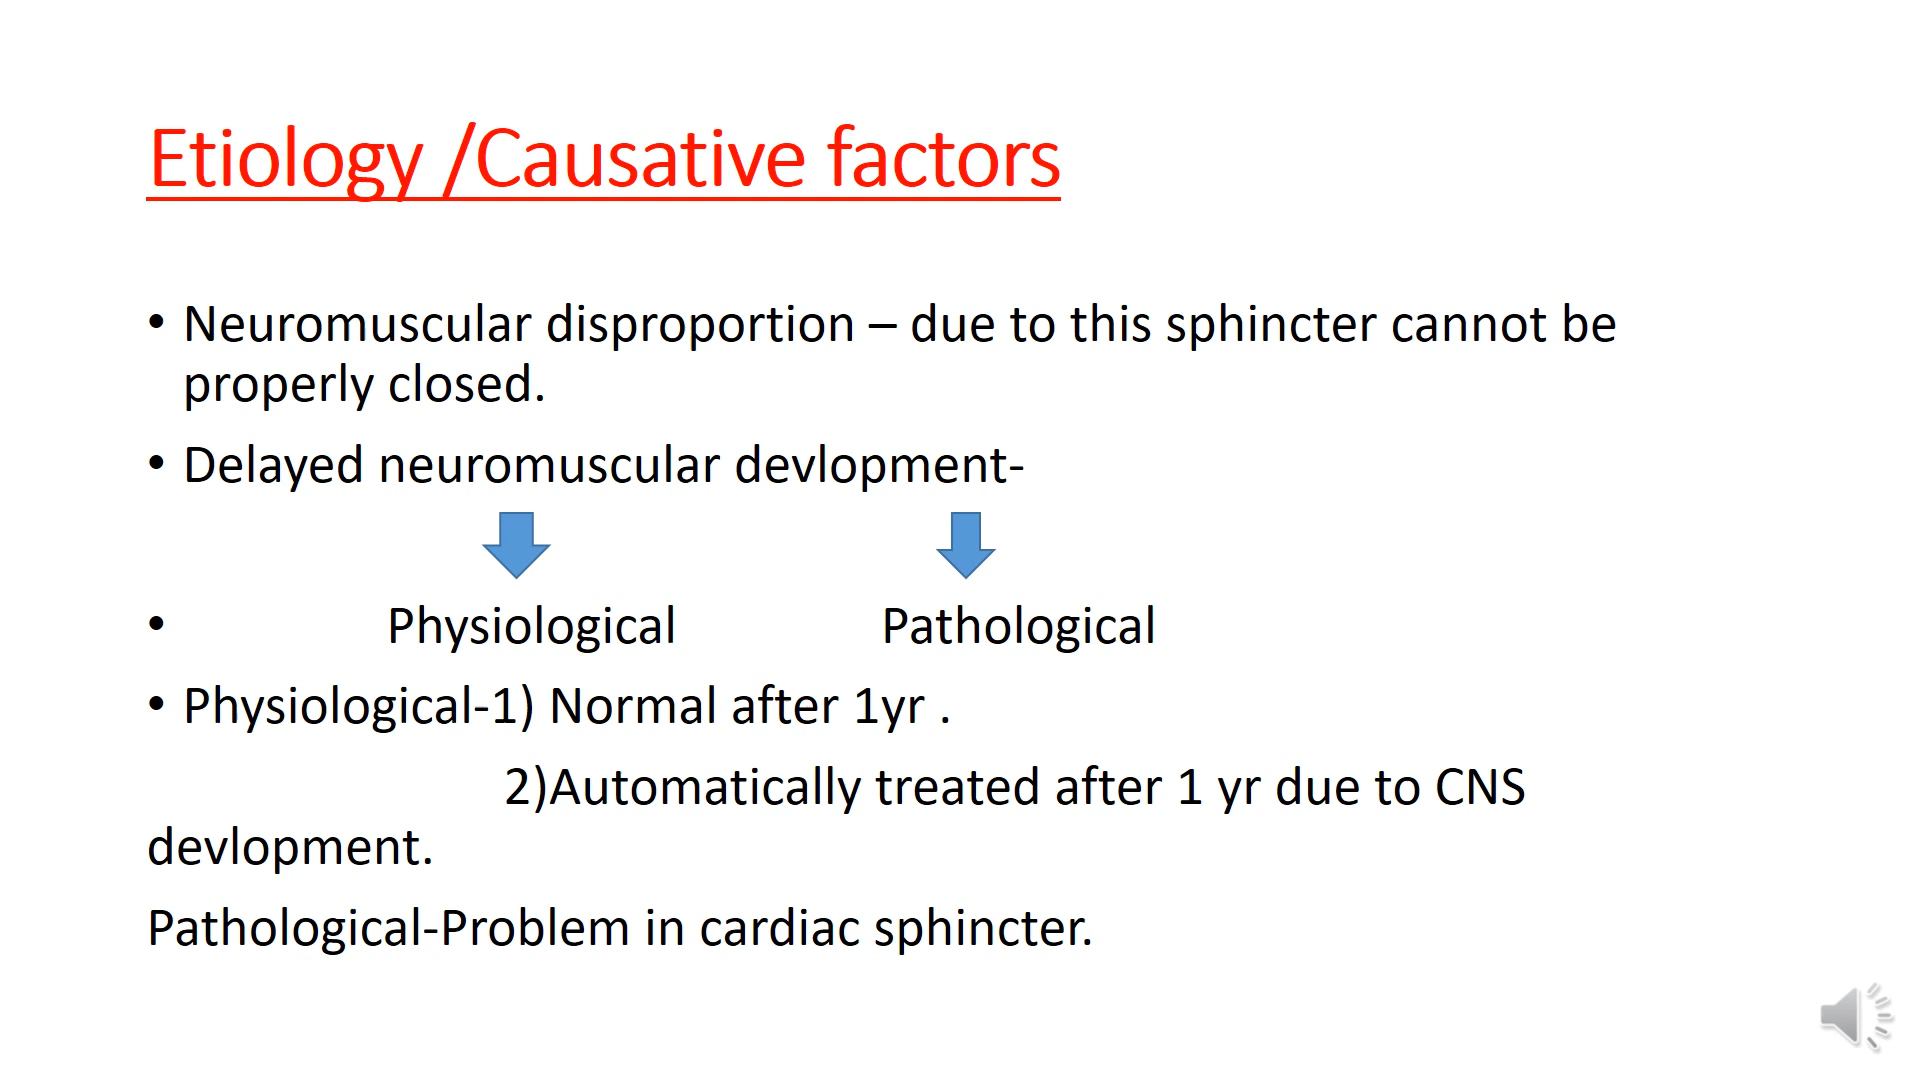 Etiology /Causative factors
• Neuromuscular disproportion – due to this sphincter cannot be
properly closed.
• Delayed neuromuscular devlopment-
• Physiological Pathological
• Physiological-1) Normal after 1yr .
2)Automatically treated after 1 yr due to CNS
devlopment.
Pathological-Problem in cardiac sphincter.